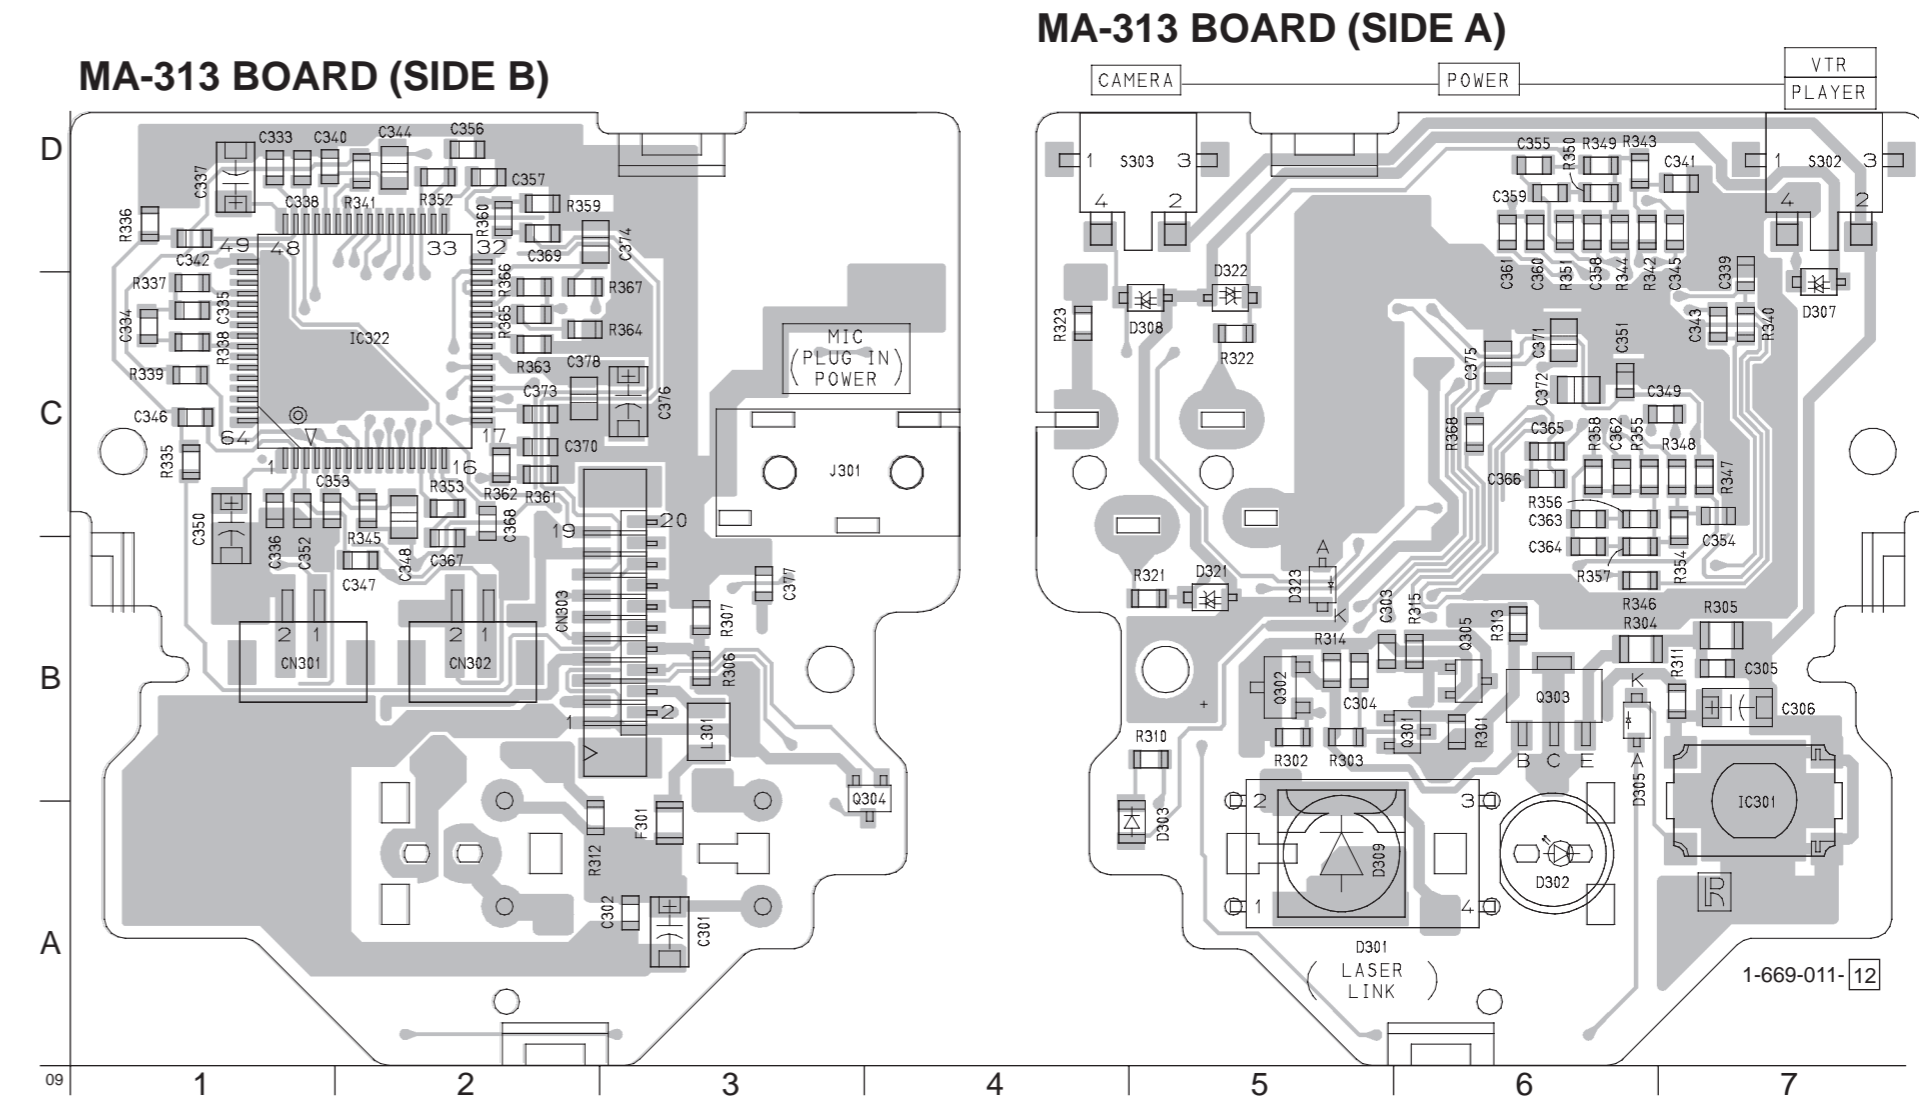 MA-313 BOARD (SIDE A)
MA-313 BOARD (SIDE B)
CAMERA
POWER
VTR
PLAYER
D
C333
C340
C344
C356
C337
C338
R341
R352
C357
R336
R360
R359
C342
49
48
33
32
C369
C374
R337
C335
R366
R367
C334
IC322
R365
R364
R338
R363
C378
R339
C373
C376
C
C346
64
17
C370
R335
1
16
C353
R353
R362
R361
C350
C336
C352
R345
C348
C367
C368
C347
19
20
CN303
C377
R307
R306
2
1
2
1
CN301
CN302
B
1
2
L301
MIC
(PLUG IN)
POWER
J301
Q304
F301
R312
C302
C301
A
S303
1
3
4
2
C355
R350
R349
R343
C341
S302
1
3
4
2
C359
C361
C360
R351
C358
R344
R342
C345
C339
D322
D308
R323
R322
D307
C343
R340
C375
C371
C351
C372
C349
R368
C365
R358
C362
R355
R348
R347
C366
R356
C363
C364
R357
R354
C354
R346
A
D323
K
R321
D321
C303
R315
R314
Q305
R313
R304
R305
R311
C305
Q302
C304
Q303
K
C306
Q301
R301
R310
R302
R303
B
C
E
A
D305
D303
2
3
D309
1
4
D302
IC301
R
D301
(LASER)
LINK
1-669-011- 12
09
1
2
3
4
5
6
7